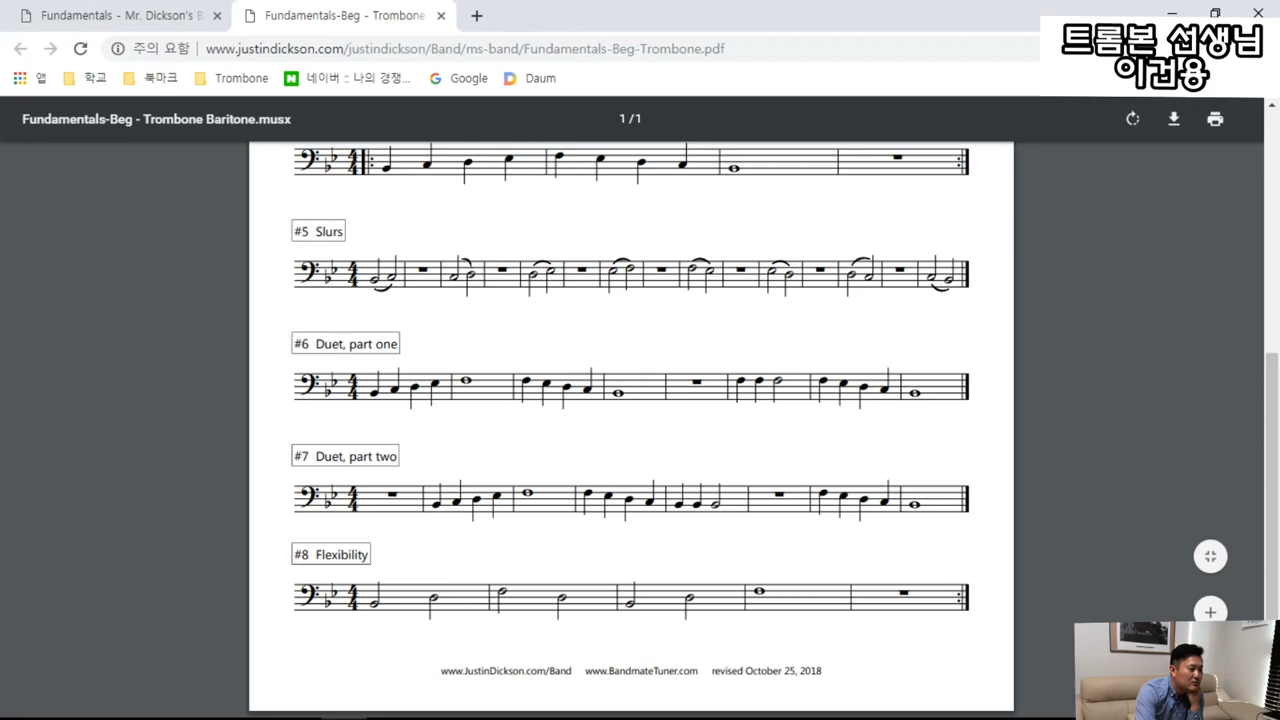 Fundamentals - Mr. Dickson's B
Fundamentals-Beg - Trombone
주의 요함
www.justindickson.com/justindickson/Band/ms-band/Fundamentals-Beg-Trombone.pdf
트롬본 선생님
이건용
앱
학교
북마크
Trombone
네이버 :: 나의 경쟁...
Google
Daum
Fundamentals-Beg - Trombone Baritone.musx
1 / 1
#5 Slurs
#6 Duet, part one
#7 Duet, part two
#8 Flexibility
www.JustinDickson.com/Band www.BandmateTuner.com revised October 25, 2018